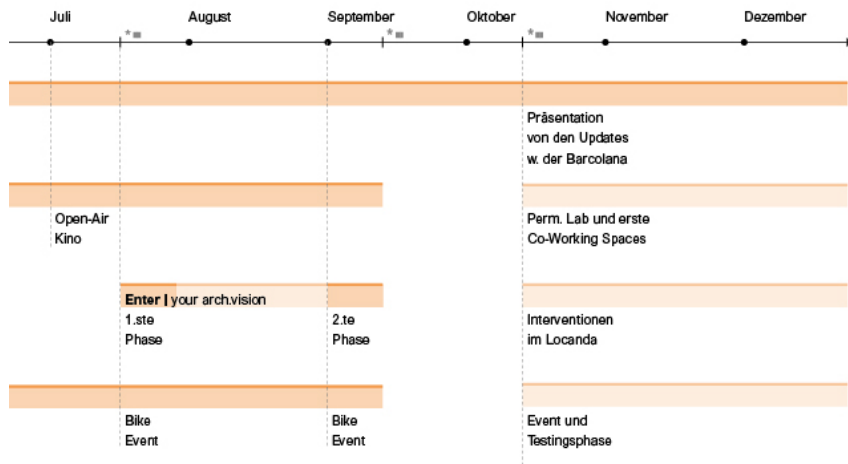 Juli August September Oktober November Dezember
* * *
Präsentation
von den Updates
w. der Barcolana
Open-Air
Kino
Perm. Lab und erste
Co-Working Spaces
Enter | your arch.vision
1.ste
Phase
2.te
Phase
Interventionen
im Locanda
Bike
Event
Bike
Event
Event und
Testingsphase